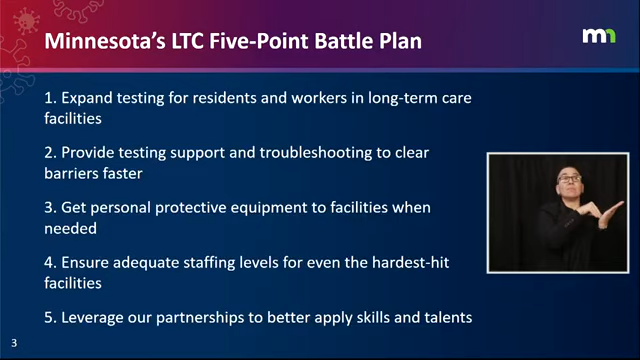 Minnesota's LTC Five-Point Battle Plan
mn
1. Expand testing for residents and workers in long-term care
facilities
2. Provide testing support and troubleshooting to clear
barriers faster
3. Get personal protective equipment to facilities when
needed
4. Ensure adequate staffing levels for even the hardest-hit
facilities
5. Leverage our partnerships to better apply skills and talents
3